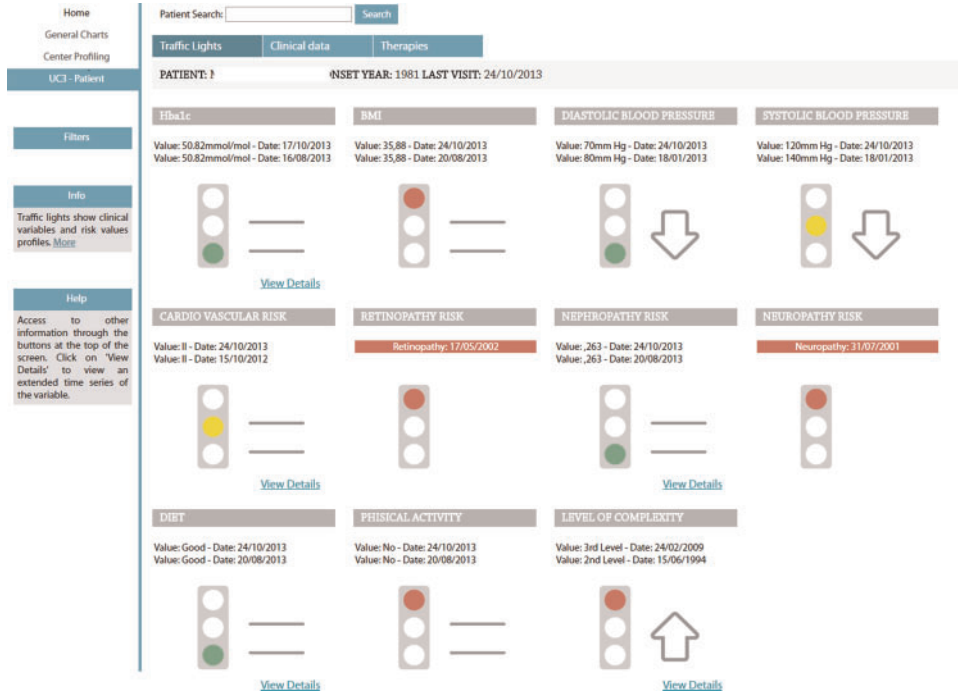 Home
General Charts
Center Profiling
UC3 - Patient
Filters
Info
Traffic lights show clinical
variables and risk values
profiles. More
Help
Access to other
information through the
buttons at the top of the
screen. Click on 'View
Details' to view an
extended time series of
the variable.
Patient Search: Search
Traffic Lights Clinical data Therapies
PATIENT: NSET YEAR: 1981 LAST VISIT: 24/10/2013
Hba1c
Value: 50.82mmol/mol - Date: 17/10/2013
Value: 50.82mmol/mol - Date: 16/08/2013
View Details
BMI
Value: 35,88 - Date: 24/10/2013
Value: 35,88 - Date: 20/08/2013
DIASTOLIC BLOOD PRESSURE
Value: 70mm Hg - Date: 24/10/2013
Value: 80mm Hg - Date: 18/01/2013
SYSTOLIC BLOOD PRESSURE
Value: 120mm Hg - Date: 24/10/2013
Value: 140mm Hg - Date: 18/01/2013
CARDIO VASCULAR RISK
Value: II - Date: 24/10/2013
Value: II - Date: 15/10/2012
View Details
RETINOPATHY RISK
Retinopathy: 17/05/2002
NEPHROPATHY RISK
Value: ,263 - Date: 24/10/2013
Value: ,263 - Date: 20/08/2013
View Details
NEUROPATHY RISK
Neuropathy: 31/07/2001
DIET
Value: Good - Date: 24/10/2013
Value: Good - Date: 20/08/2013
View Details
PHISICAL ACTIVITY
Value: No - Date: 24/10/2013
Value: No - Date: 20/08/2013
LEVEL OF COMPLEXITY
Value: 3rd Level - Date: 24/02/2009
Value: 2nd Level - Date: 15/06/1994
View Details